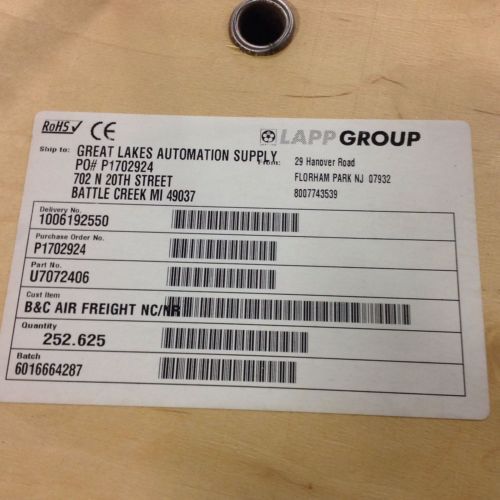 RoHS CE LAPP GROUP
Ship to: GREAT LAKES AUTOMATION SUPPLY From: 29 Hanover Road
PO# P1702924 FLORHAM PARK NJ 07932
702 N 20TH STREET 8007743539
BATTLE CREEK MI 49037
Delivery No.
1006192550
Purchase Order No.
P1702924
Part No.
U7072406
Cust Item
B&C AIR FREIGHT NC/NR
Quantity
252.625
Batch
6016664287